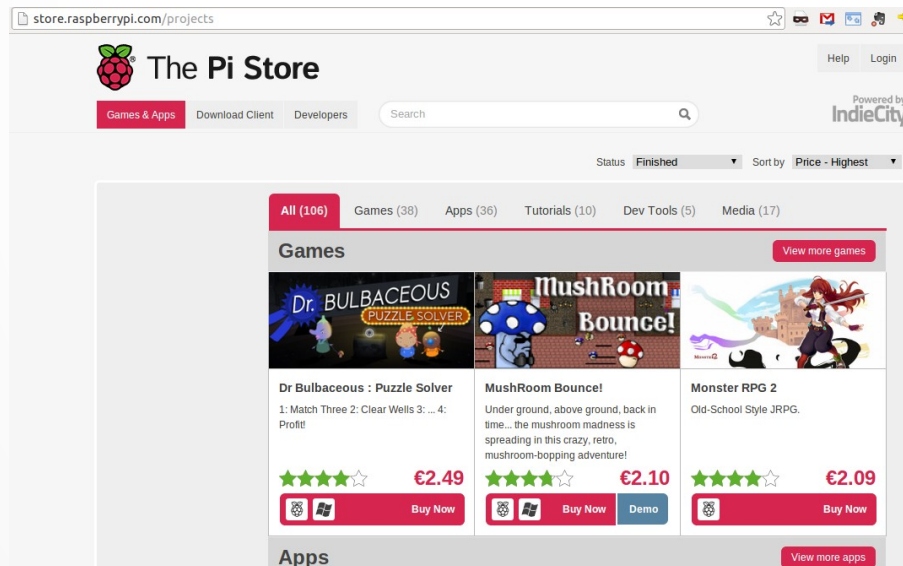 store.raspberrypi.com/projects
The Pi Store
Help Login
Powered by
IndieCity
Games & Apps Download Client Developers Search
Status Finished Sort by Price - Highest
All (106) Games (38) Apps (36) Tutorials (10) Dev Tools (5) Media (17)
Games View more games
Dr. BULBACEOUS
PUZZLE SOLVER
MushRoom
Bounce!
Monster 2
Dr Bulbaceous : Puzzle Solver
1: Match Three 2: Clear Wells 3: ... 4:
Profit!
€2.49
Buy Now
MushRoom Bounce!
Under ground, above ground, back in
time... the mushroom madness is
spreading in this crazy, retro,
mushroom-bopping adventure!
€2.10
Buy Now Demo
Monster RPG 2
Old-School Style JRPG.
€2.09
Buy Now
Apps View more apps